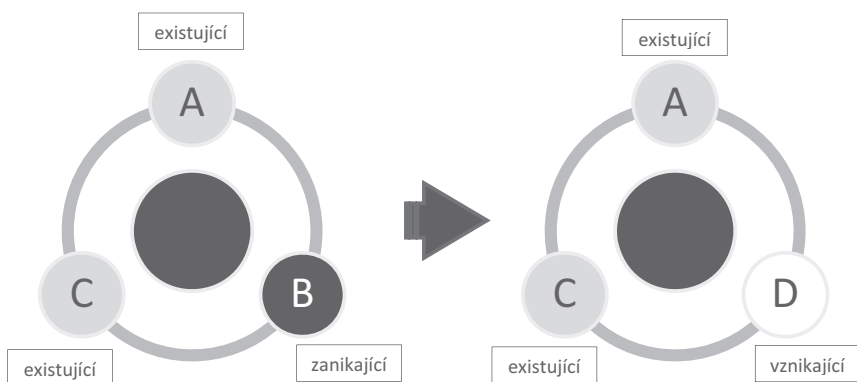 existující
A
C
B
existující
zanikající
existující
A
C
D
existující
vznikající